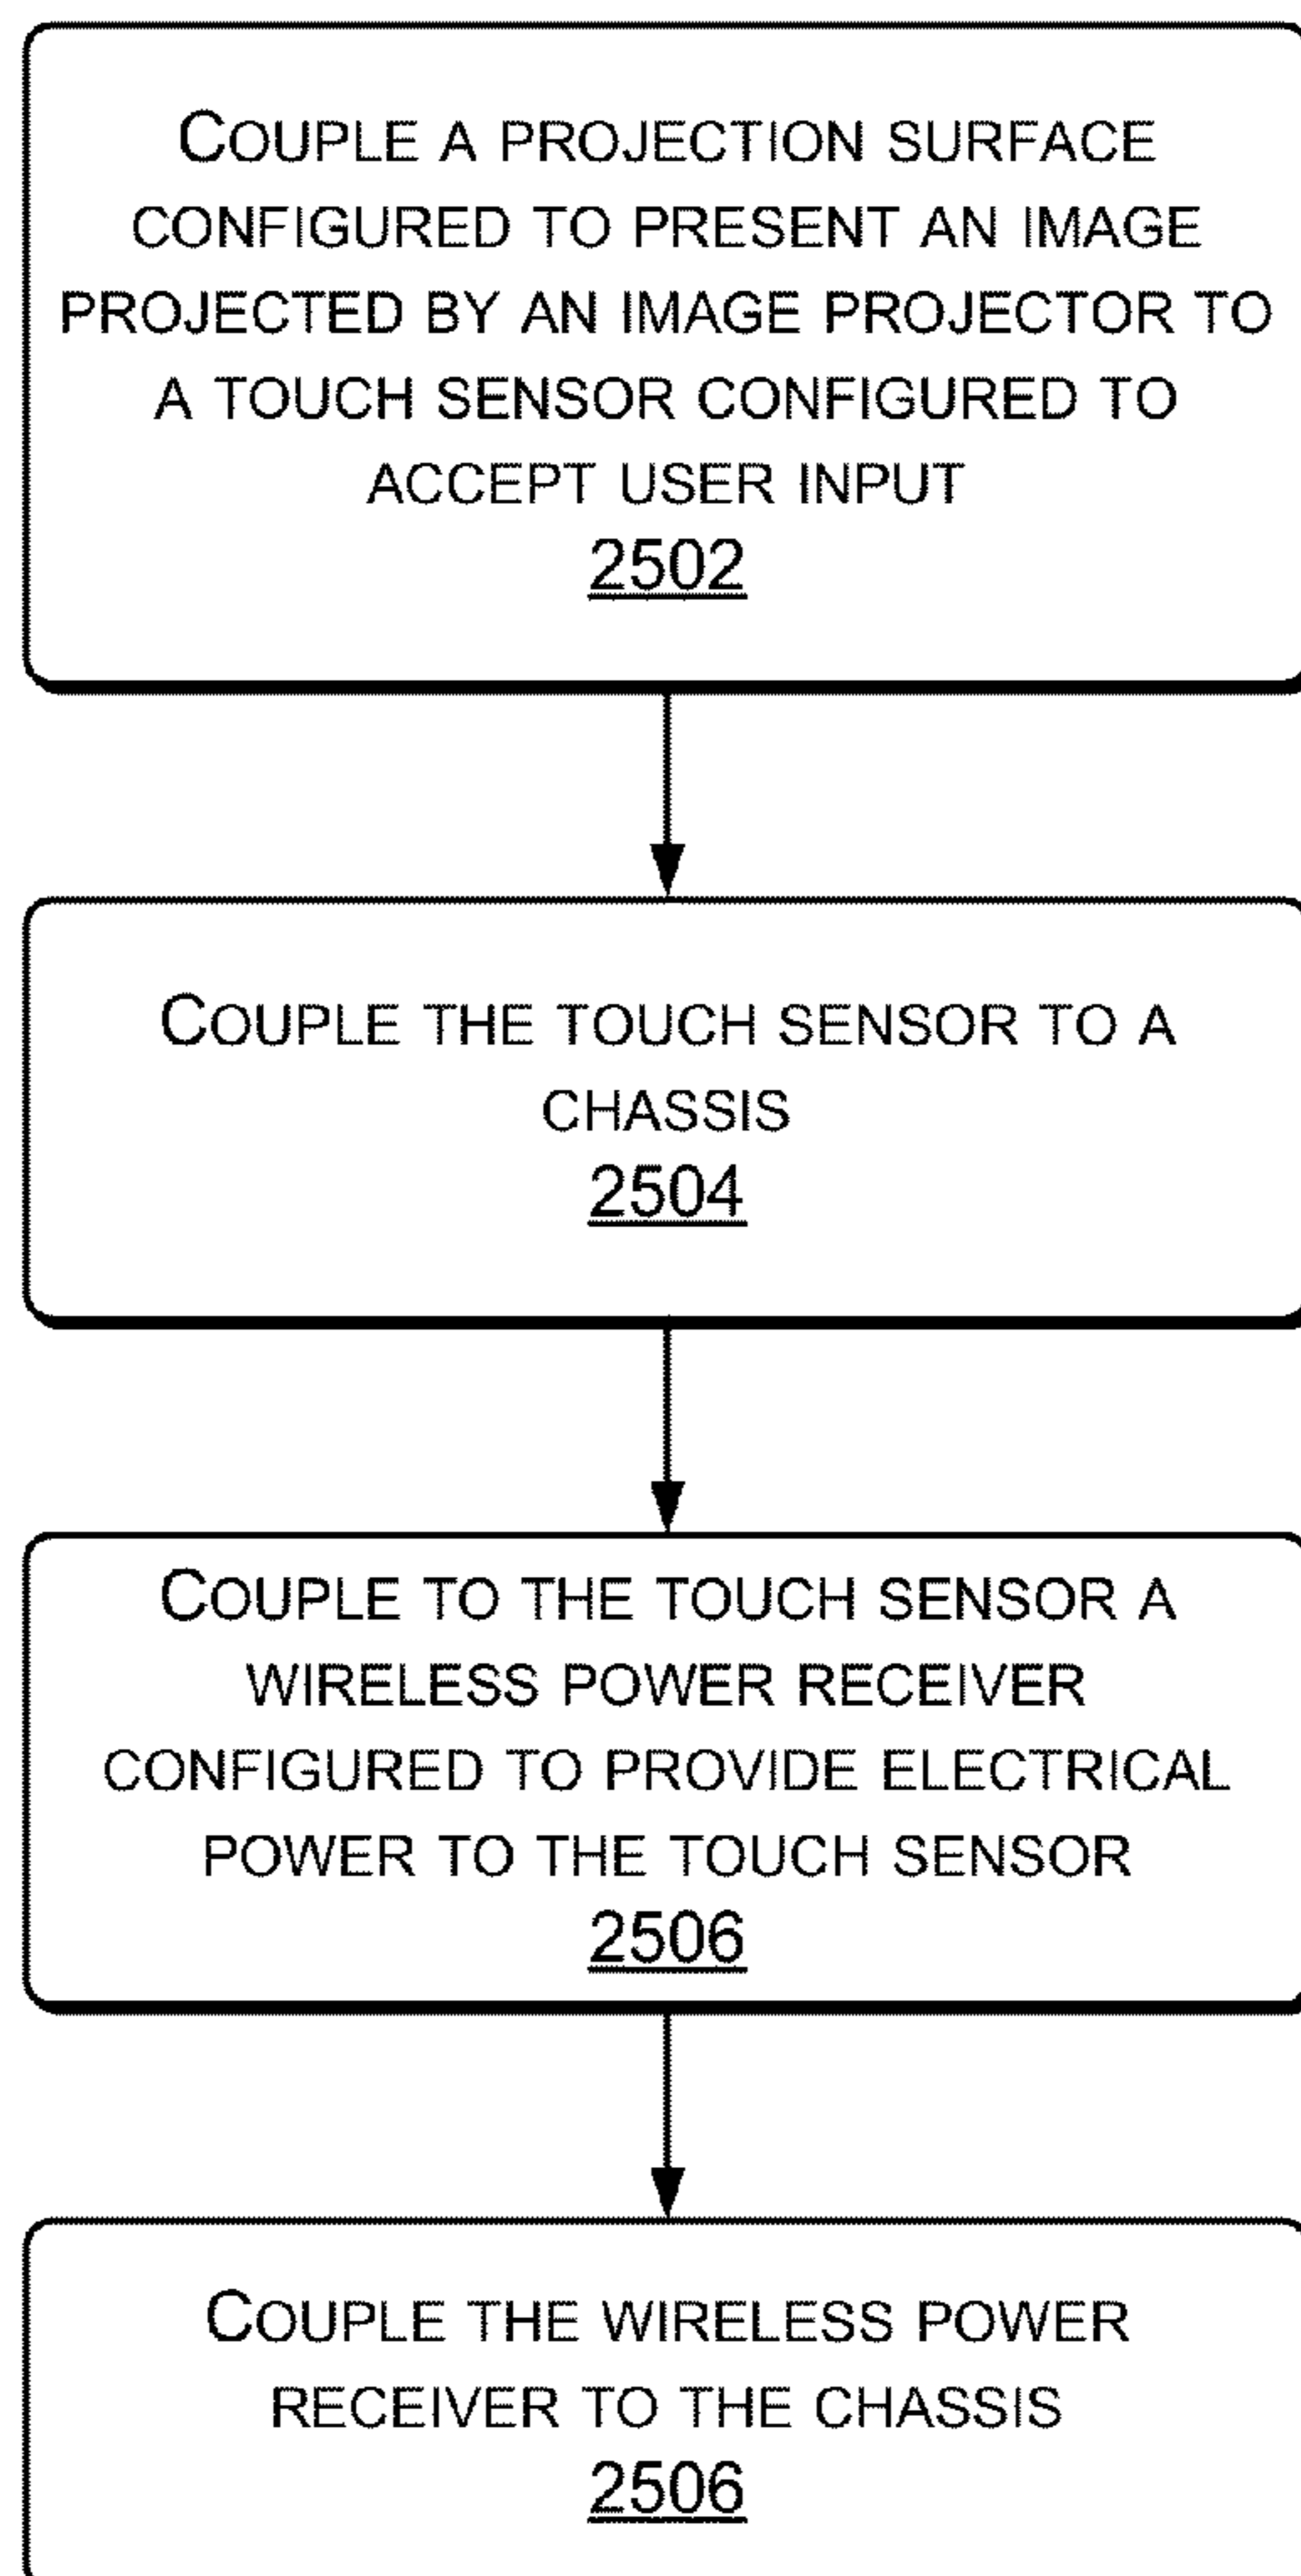 COUPLE A PROJECTION SURFACE
CONFIGURED TO PRESENT AN IMAGE
PROJECTED BY AN IMAGE PROJECTOR TO
A TOUCH SENSOR CONFIGURED TO
ACCEPT USER INPUT
2502
COUPLE THE TOUCH SENSOR TO A
CHASSIS
2504
COUPLE TO THE TOUCH SENSOR A
WIRELESS POWER RECEIVER
CONFIGURED TO PROVIDE ELECTRICAL
POWER TO THE TOUCH SENSOR
2506
COUPLE THE WIRELESS POWER
RECEIVER TO THE CHASSIS
2506